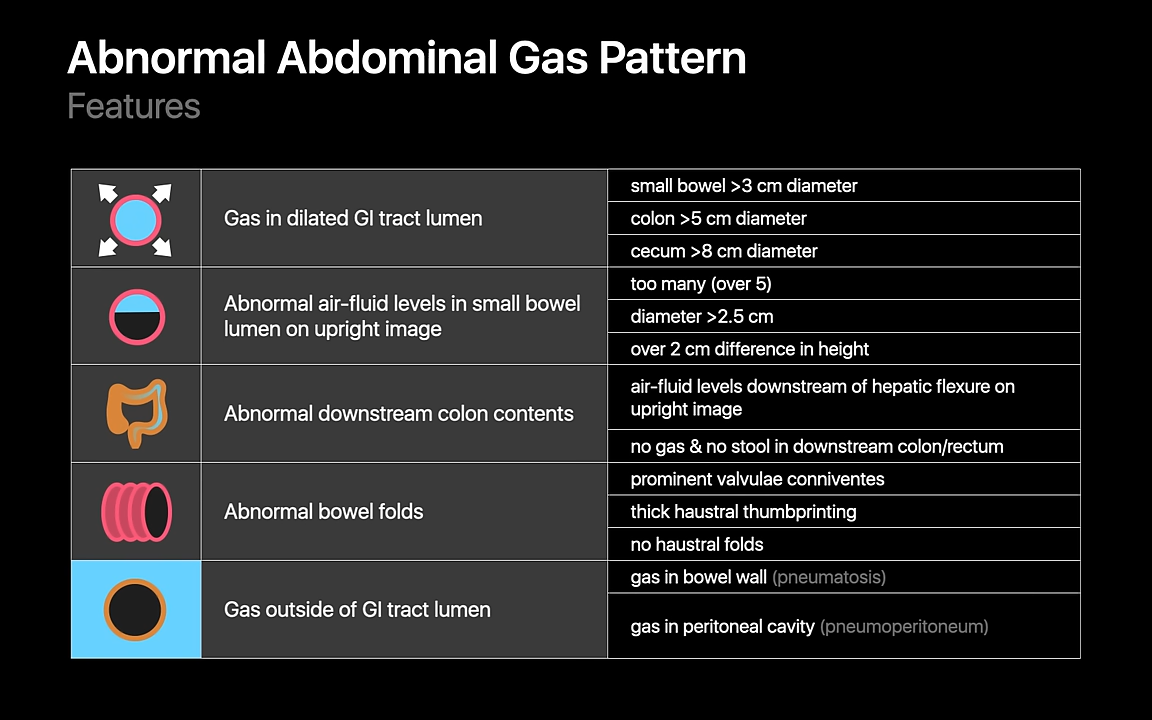 Abnormal Abdominal Gas Pattern
Features
Gas in dilated GI tract lumen
small bowel >3 cm diameter
colon >5 cm diameter
cecum >8 cm diameter
Abnormal air-fluid levels in small bowel
lumen on upright image
too many (over 5)
diameter >2.5 cm
over 2 cm difference in height
Abnormal downstream colon contents
air-fluid levels downstream of hepatic flexure on
upright image
no gas & no stool in downstream colon/rectum
Abnormal bowel folds
prominent valvulae conniventes
thick haustral thumbprinting
no haustral folds
Gas outside of GI tract lumen
gas in bowel wall (pneumatosis)
gas in peritoneal cavity (pneumoperitoneum)